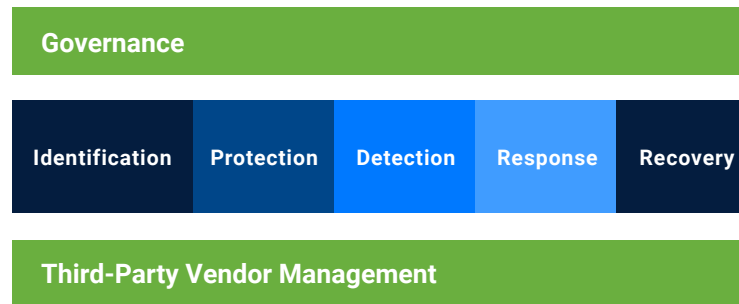 Governance
Identification Protection Detection Response Recovery
Third-Party Vendor Management